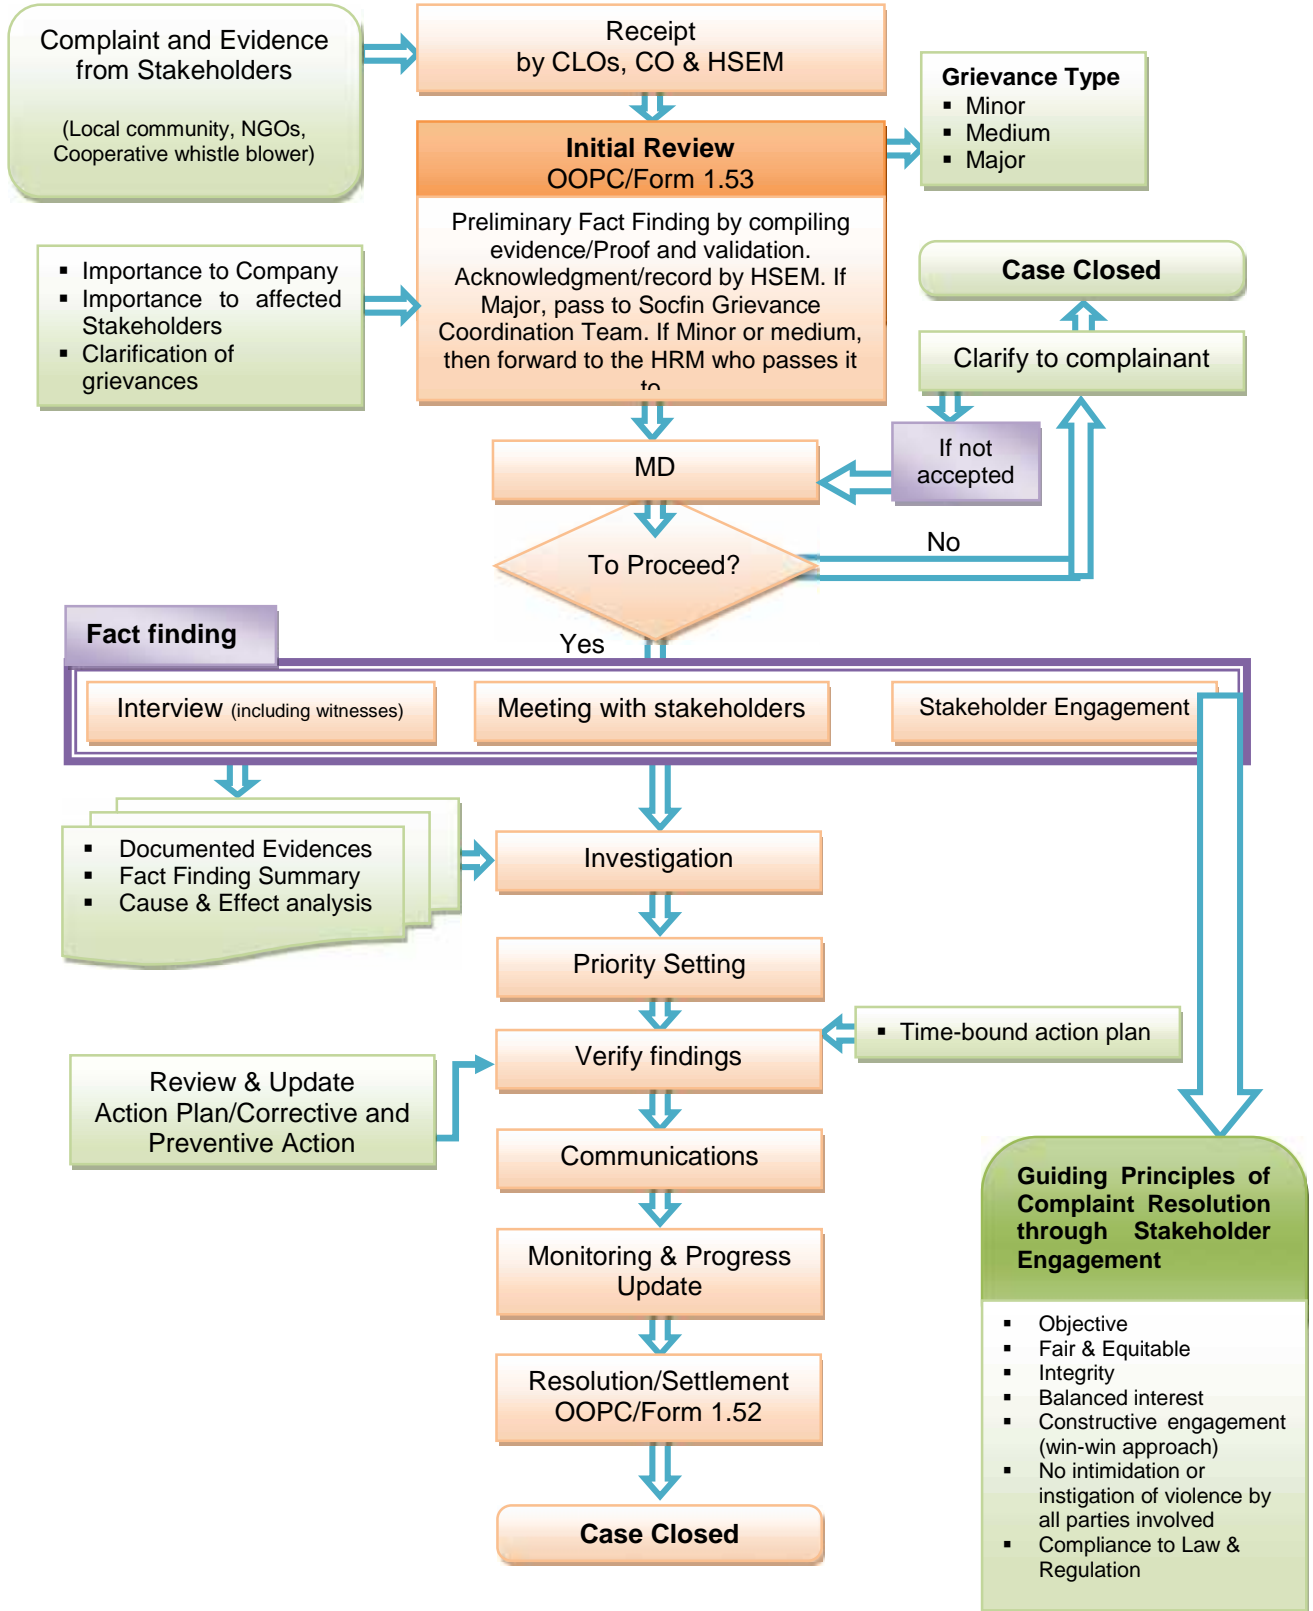 Complaint and Evidence
from Stakeholders
(Local community, NGOs,
Cooperative whistle blower)
Receipt
by CLOs, CO & HSEM
Grievance Type
▪ Minor
▪ Medium
▪ Major
Initial Review
OOPC/Form 1.53
Preliminary Fact Finding by compiling
evidence/Proof and validation.
Acknowledgment/record by HSEM. If
Major, pass to Socfin Grievance
Coordination Team. If Minor or medium,
then forward to the HRM who passes it
to
▪ Importance to Company
▪ Importance to affected
Stakeholders
▪ Clarification of
grievances
Case Closed
Clarify to complainant
If not
accepted
MD
To Proceed?
No
Yes
Fact finding
Interview (including witnesses)
Meeting with stakeholders
Stakeholder Engagement
▪ Documented Evidences
▪ Fact Finding Summary
▪ Cause & Effect analysis
Investigation
Priority Setting
▪ Time-bound action plan
Verify findings
Review & Update
Action Plan/Corrective and
Preventive Action
Communications
Monitoring & Progress
Update
Resolution/Settlement
OOPC/Form 1.52
Case Closed
Guiding Principles of
Complaint Resolution
through Stakeholder
Engagement
▪ Objective
▪ Fair & Equitable
▪ Integrity
▪ Balanced interest
▪ Constructive engagement
(win-win approach)
▪ No intimidation or
instigation of violence by
all parties involved
▪ Compliance to Law &
Regulation